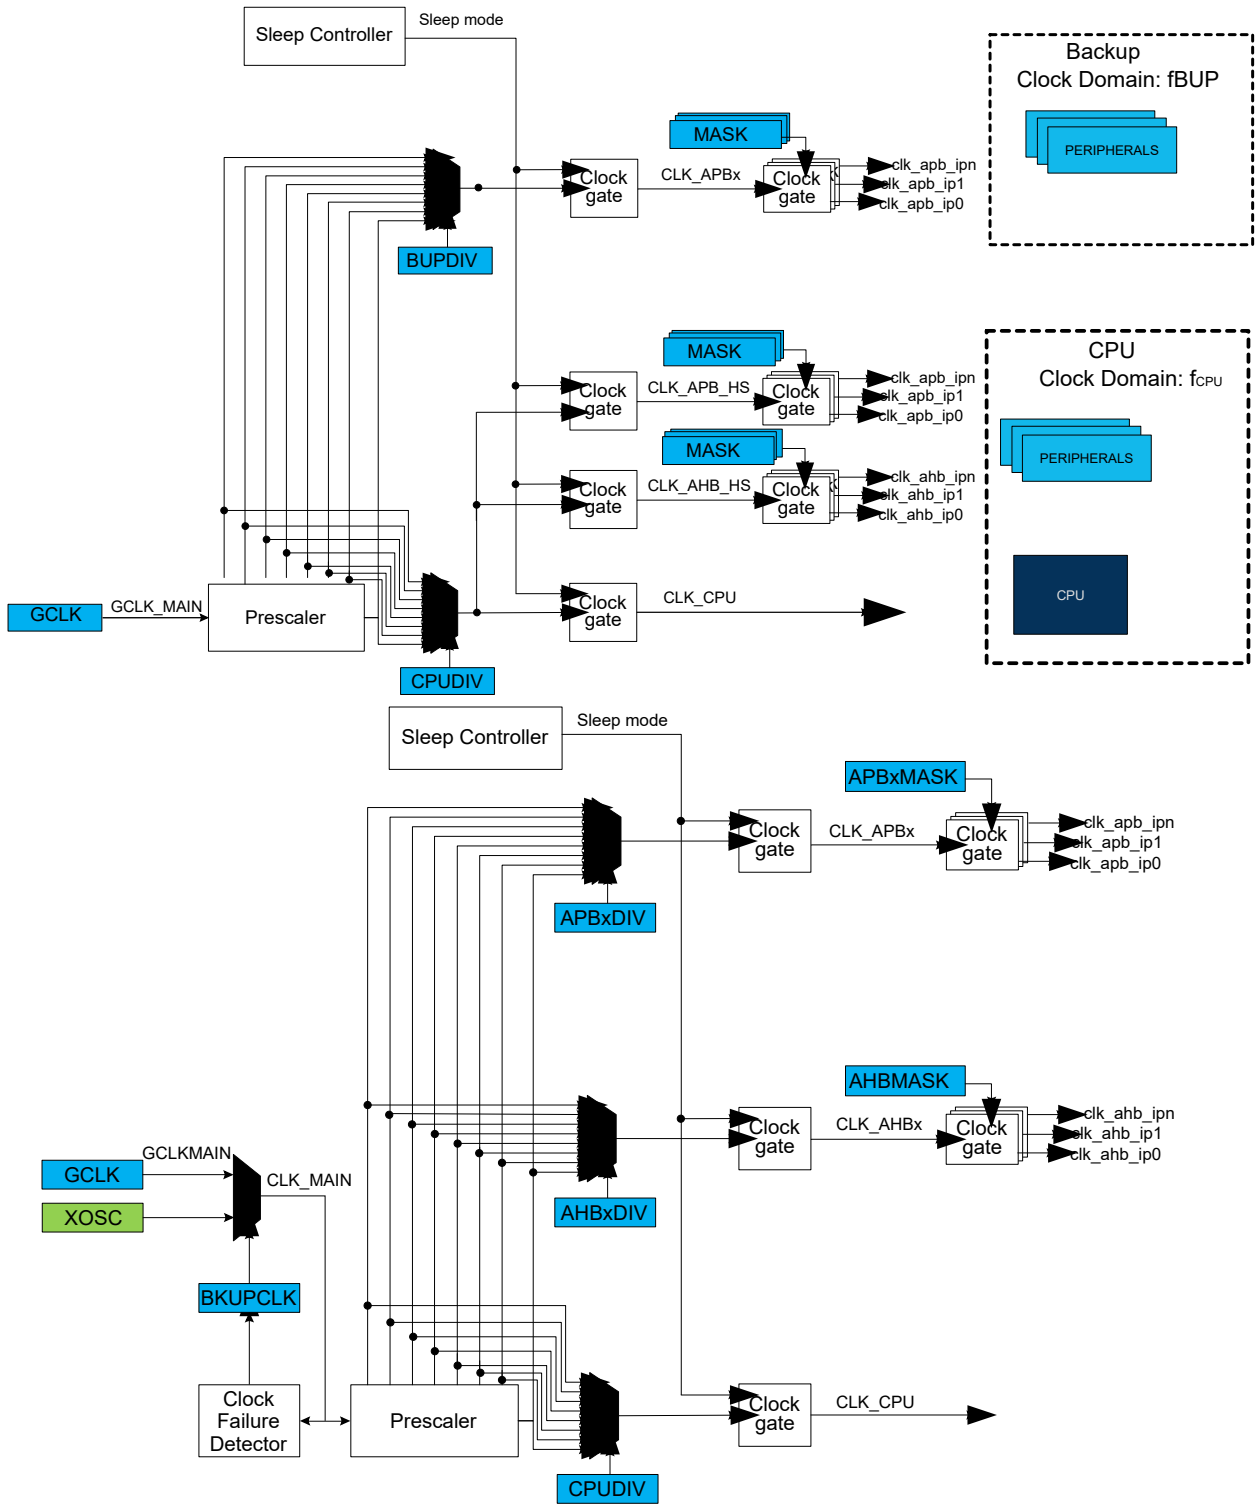 Sleep Controller
Sleep mode
Backup
Clock Domain: fBUP
PERIPHERALS
MASK
Clock
gate
CLK_APBx
Clock
gate
clk_apb_ipn
clk_apb_ip1
clk_apb_ip0
BUPDIV
MASK
Clock
gate
CLK_APB_HS
Clock
gate
clk_apb_ipn
clk_apb_ip1
clk_apb_ip0
CPU
Clock Domain: fCPU
PERIPHERALS
CPU
MASK
Clock
gate
CLK_AHB_HS
Clock
gate
clk_ahb_ipn
clk_ahb_ip1
clk_ahb_ip0
GCLK
GCLK_MAIN
Prescaler
Clock
gate
CLK_CPU
CPUDIV
Sleep Controller
Sleep mode
APBxMASK
Clock
gate
CLK_APBx
Clock
gate
clk_apb_ipn
clk_apb_ip1
clk_apb_ip0
APBxDIV
AHBMASK
Clock
gate
CLK_AHBx
Clock
gate
clk_ahb_ipn
clk_ahb_ip1
clk_ahb_ip0
GCLK
GCLKMAIN
CLK_MAIN
XOSC
AHBxDIV
BKUPCLK
Clock
Failure
Detector
Prescaler
Clock
gate
CLK_CPU
CPUDIV